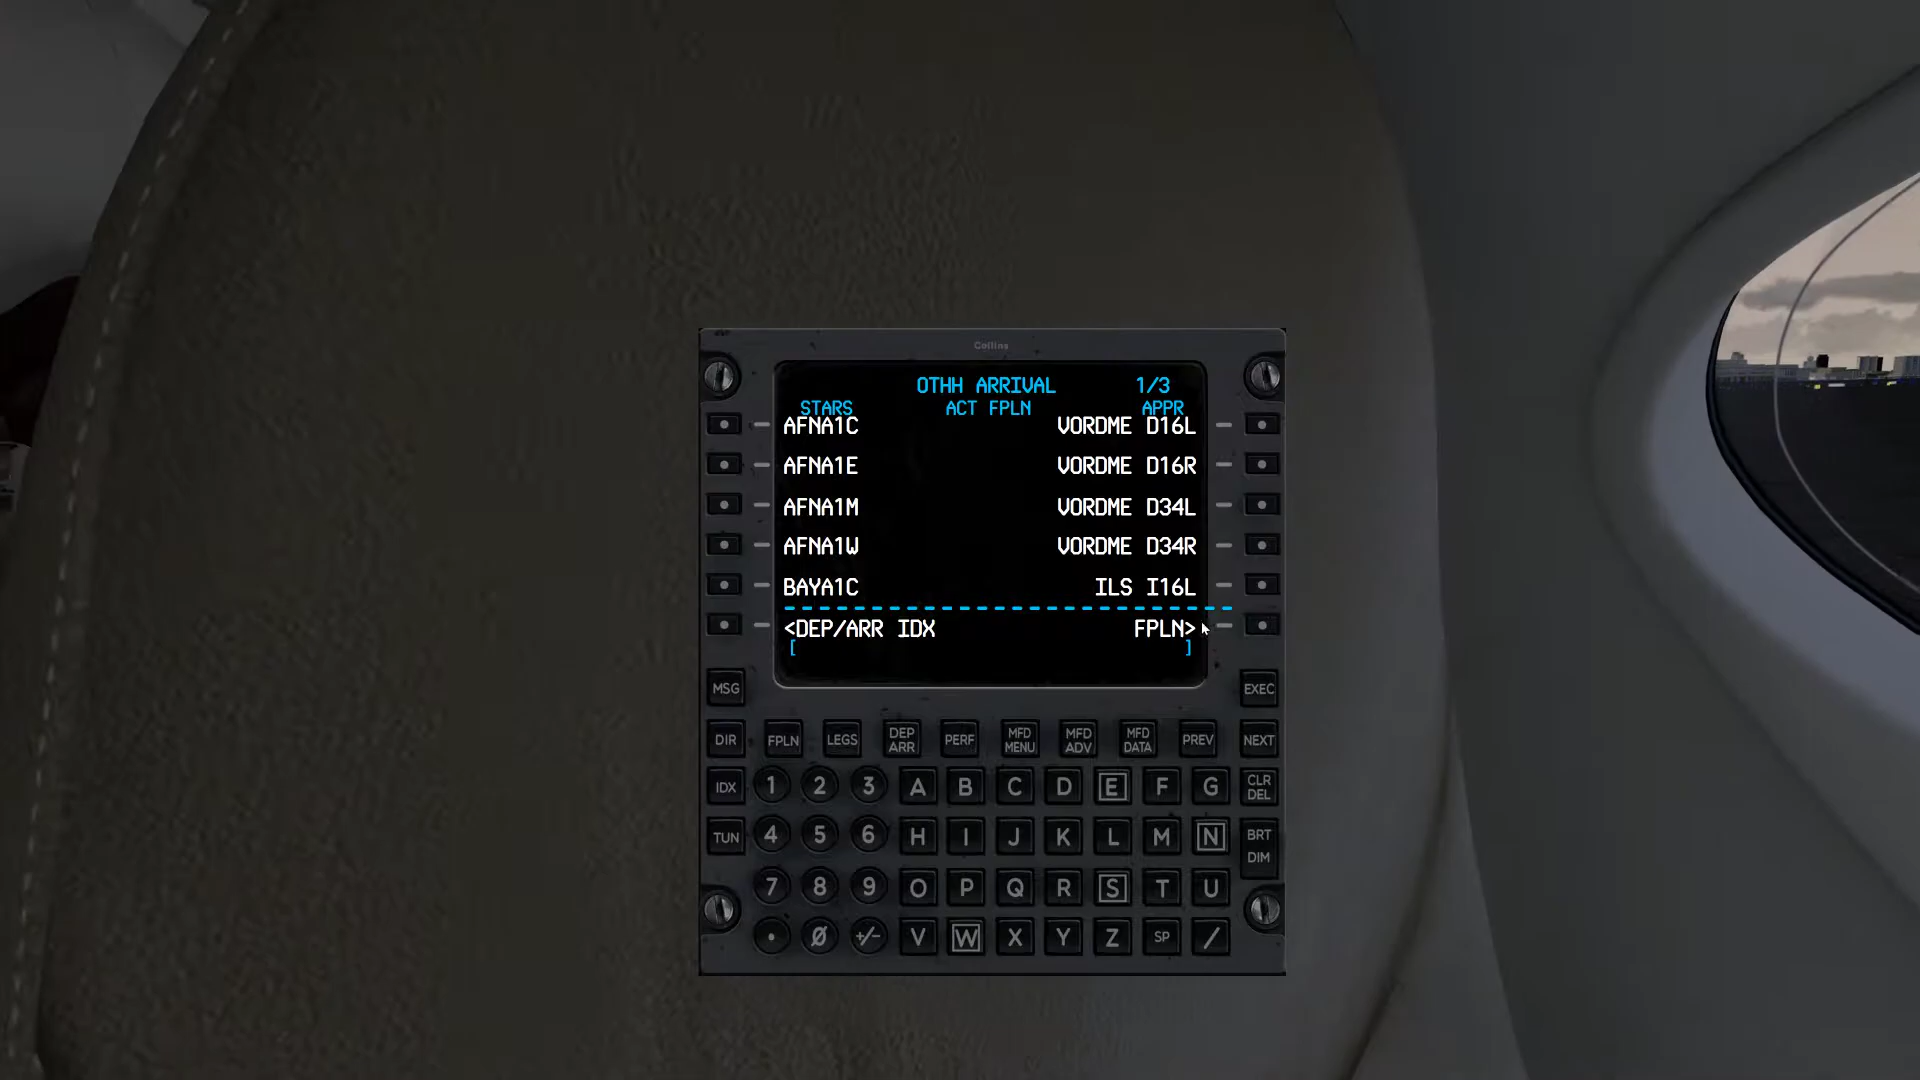 Collins
OTHH ARRIVAL 1/3
STARS ACT FPLN APPR
AFNA1C VORDME D16L
AFNA1E VORDME D16R
AFNA1M VORDME D34L
AFNA1W VORDME D34R
BAYA1C ILS I16L
<DEP/ARR IDX FPLN>
[ ]
MSG EXEC
DIR FPLN LEGS DEP ARR PERF MFD MENU MFD ADV MFD DATA PREV NEXT
IDX 1 2 3 A B C D E F G CLR DEL
TUN 4 5 6 H I J K L M N BRT DIM
7 8 9 O P Q R S T U
. Ø +/- V W X Y Z SP /